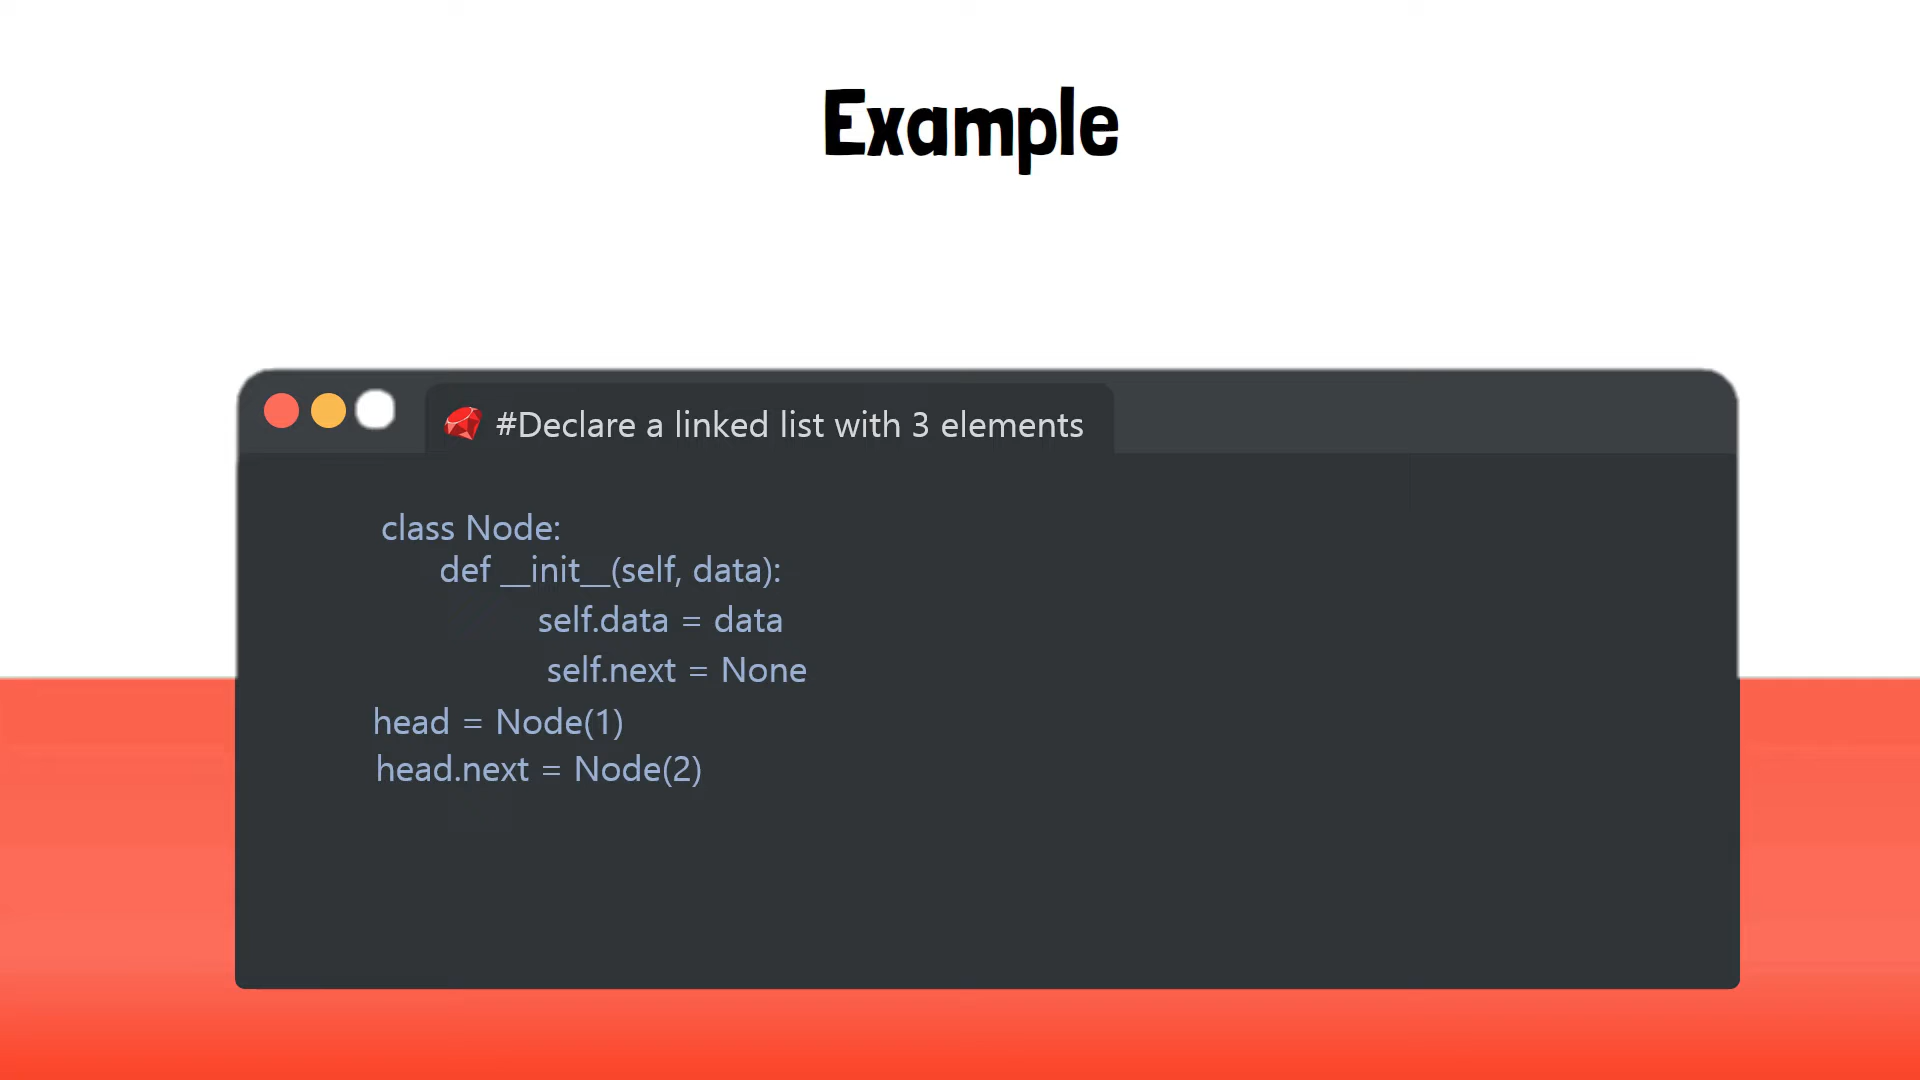 Example
#Declare a linked list with 3 elements
class Node:
def __init__(self, data):
self.data = data
self.next = None
head = Node(1)
head.next = Node(2)